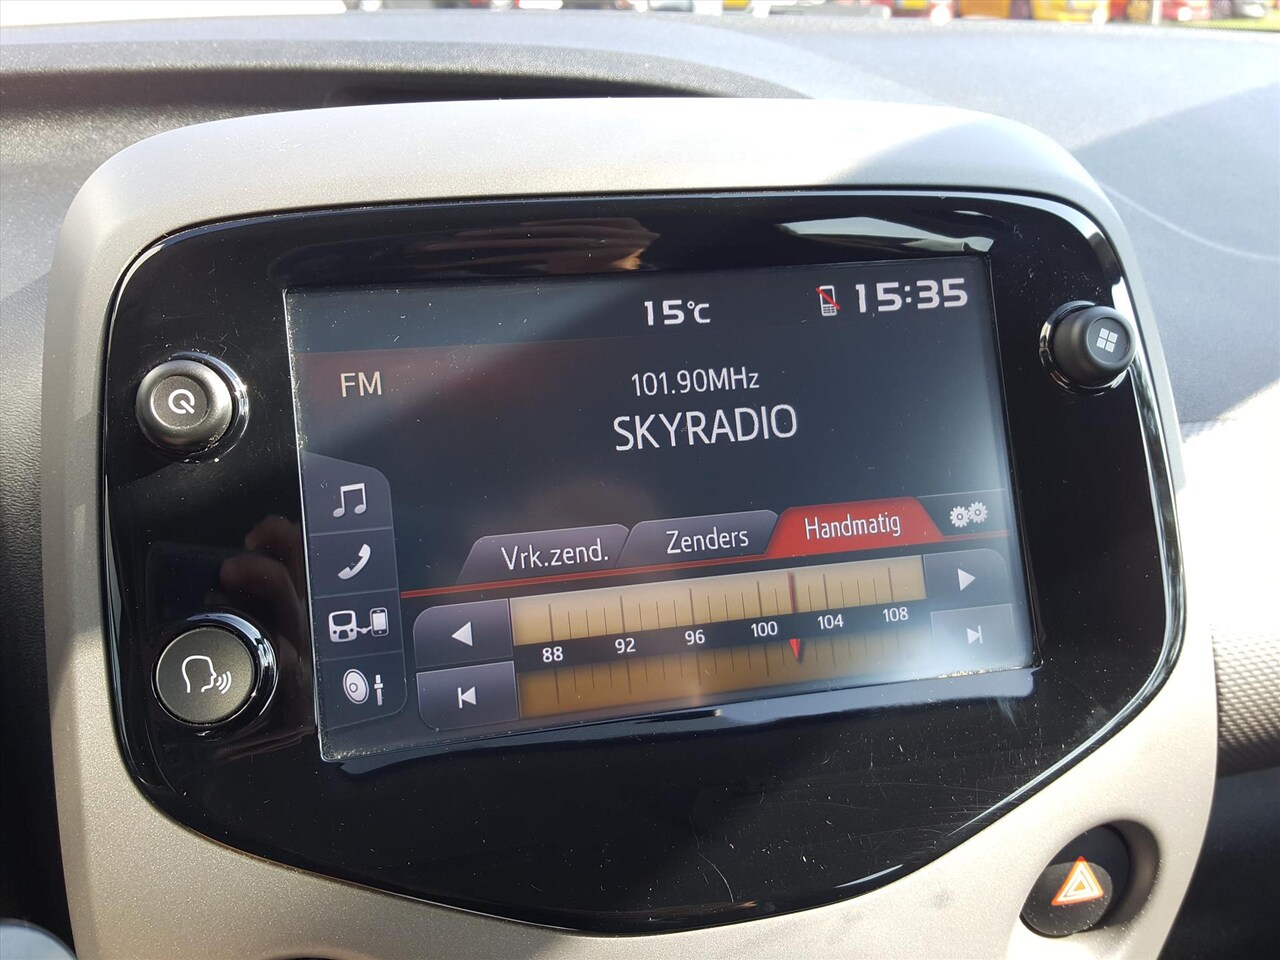 15°C
15:35
FM
101.90MHz
SKYRADIO
Vrk.zend.
Zenders
Handmatig
88 92 96 100 104 108